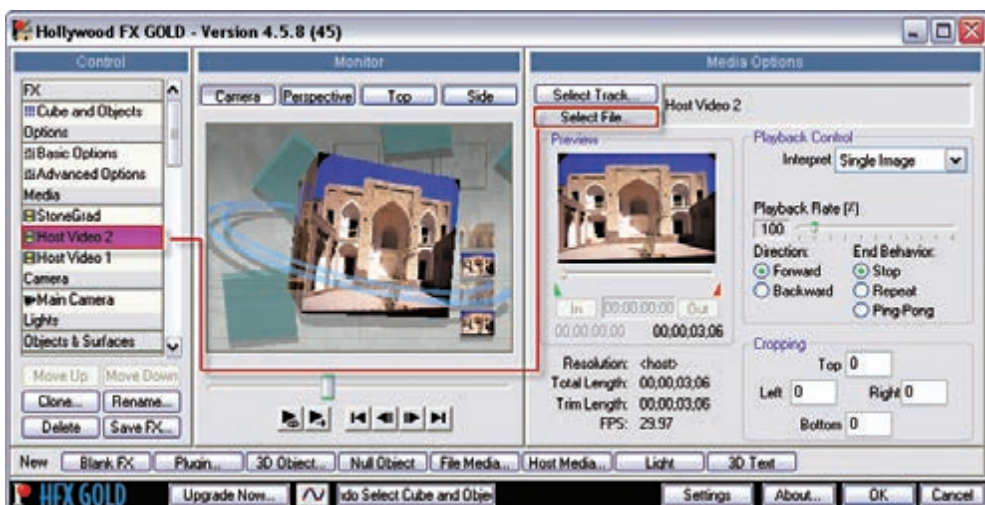 Hollywood FX GOLD - Version 4.5.8 (45)
Control
FX
Cube and Objects
Options
Basic Options
Advanced Options
Media
StoneGrad
Host Video 2
Host Video 1
Camera
Main Camera
Lights
Objects & Surfaces
Move Up Move Down
Clone... Rename...
Delete Save FX...
Monitor
Camera Perspective Top Side
Media Options
Select Track... Host Video 2
Select File...
Preview
In 00:00:00:00 Out
00:00:00:00 00;00;03;06
Resolution: <host>
Total Length: 00;00;03;06
Trim Length: 00;00;03;06
FPS: 29.97
Playback Control
Interpret Single Image
Playback Rate [%]
100
Direction: End Behavior:
Forward Stop
Backward Repeat
Ping-Pong
Cropping
Top 0
Left 0 Right 0
Bottom 0
New Blank FX Plugin... 3D Object... Null Object File Media... Host Media... Light 3D Text
HFX GOLD Upgrade Now... do Select Cube and Objec Settings About... OK Cancel